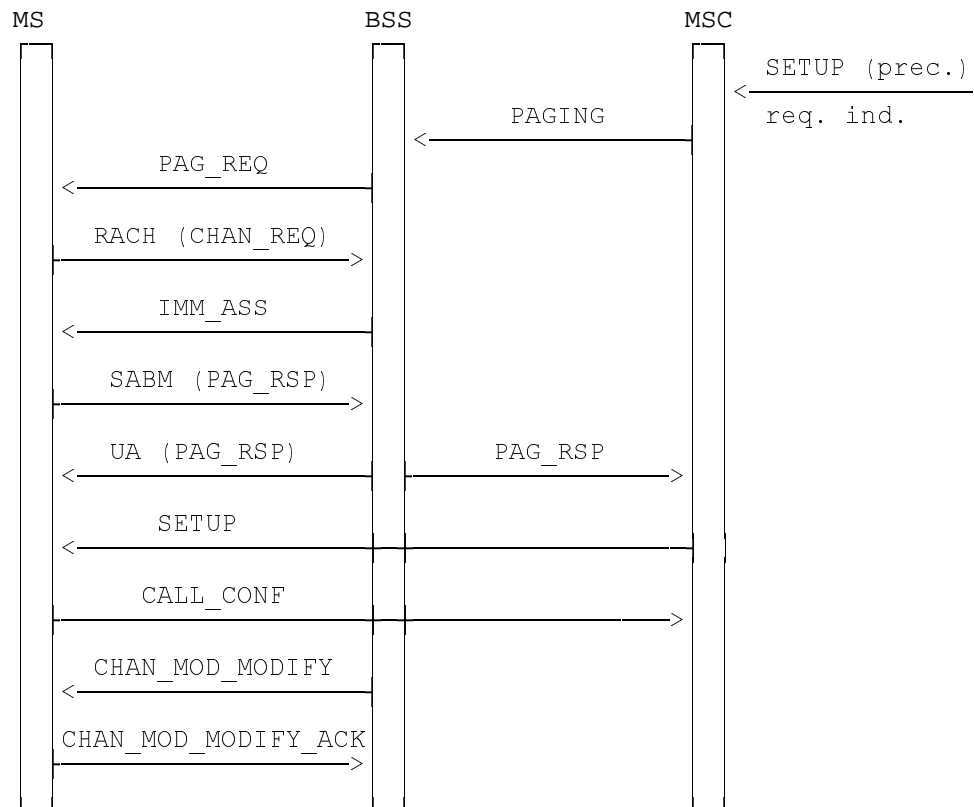 MS BSS MSC
SETUP (prec.)
req. ind.
PAGING
PAG_REQ
RACH (CHAN_REQ)
IMM_ASS
SABM (PAG_RSP)
UA (PAG_RSP) PAG_RSP
SETUP
CALL_CONF
CHAN_MOD_MODIFY
CHAN_MOD_MODIFY_ACK